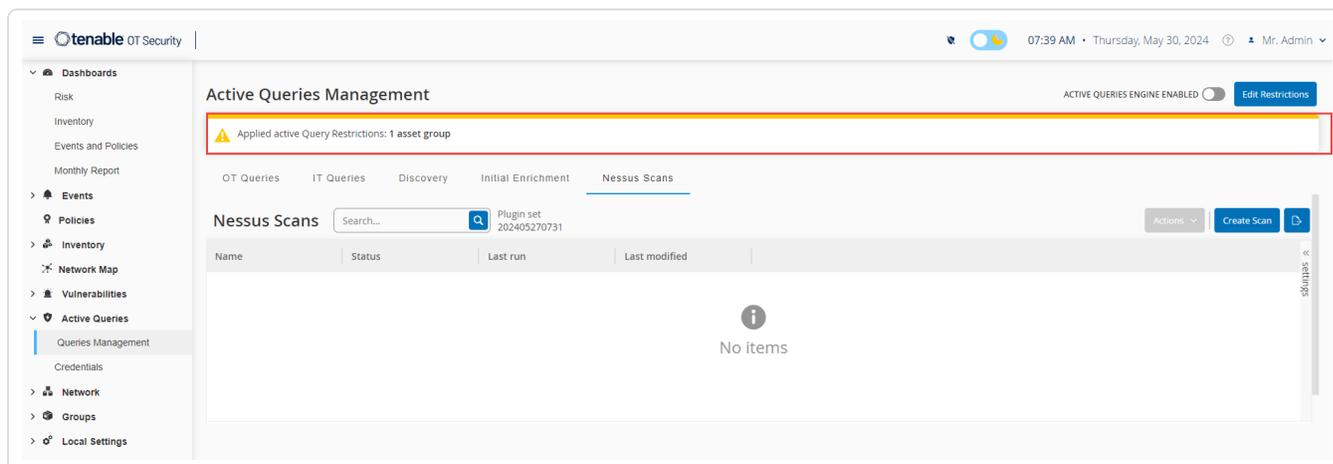 tenable OT Security
07:39 AM • Thursday, May 30, 2024 ? Mr. Admin
Dashboards
Risk
Inventory
Events and Policies
Monthly Report
Events
Policies
Inventory
Network Map
Vulnerabilities
Active Queries
Queries Management
Credentials
Network
Groups
Local Settings
Active Queries Management
ACTIVE QUERIES ENGINE ENABLED
Edit Restrictions
Applied active Query Restrictions: 1 asset group
OT Queries IT Queries Discovery Initial Enrichment Nessus Scans
Nessus Scans
Search...
Plugin set
202405270731
Actions
Create Scan
Name Status Last run Last modified
settings
No items